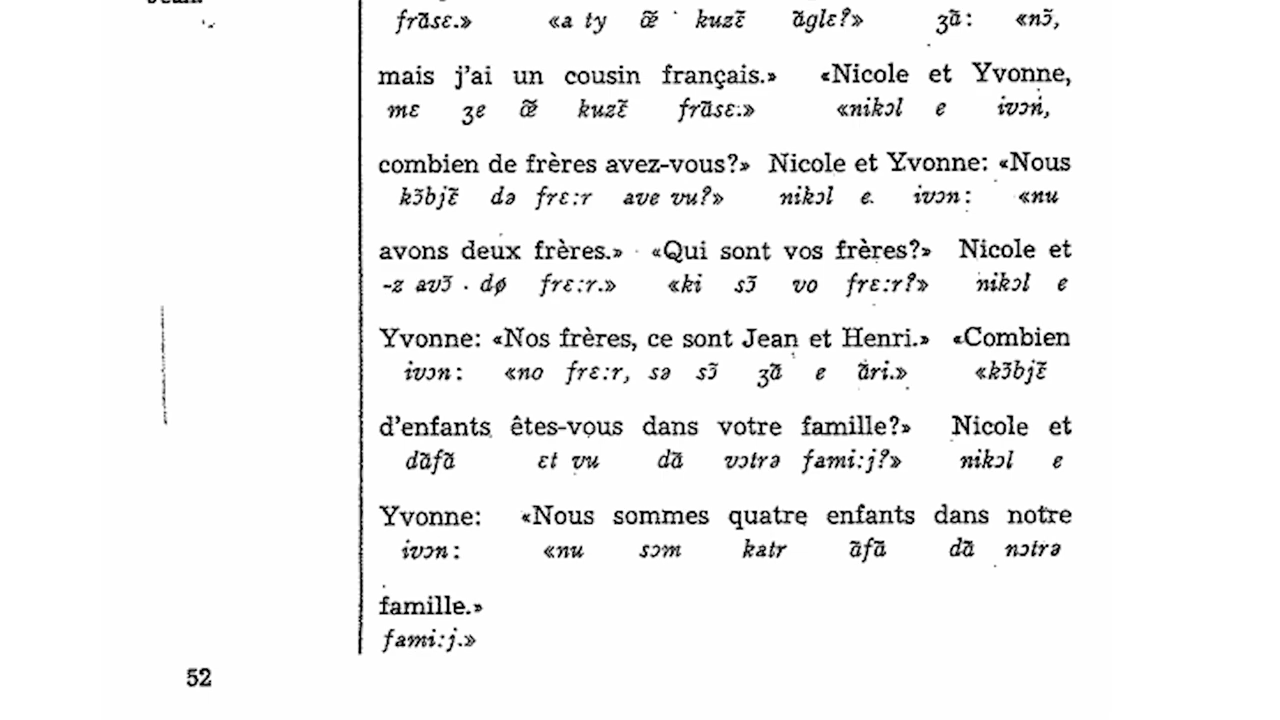 frɑ̃sɛ.» «a ty œ̃ kuzɛ̃ ɑ̃glɛ?» ʒɑ̃: «nɔ̃,
mais j'ai un cousin français.» «Nicole et Yvonne,
mɛ ʒe œ̃ kuzɛ̃ frɑ̃sɛ.» «nikɔl e ivɔn,
combien de frères avez-vous?» Nicole et Yvonne: «Nous
kɔ̃bjɛ̃ də frɛ:r ave vu?» nikɔl e ivɔn: «nu
avons deux frères.» «Qui sont vos frères?» Nicole et
-z avɔ̃ dø frɛ:r.» «ki sɔ̃ vo frɛ:r?» nikɔl e
Yvonne: «Nos frères, ce sont Jean et Henri.» «Combien
ivɔn: «no frɛ:r, sə sɔ̃ ʒɑ̃ e ɑ̃ri.» «kɔ̃bjɛ̃
d'enfants êtes-vous dans votre famille?» Nicole et
dɑ̃fɑ̃ ɛt vu dɑ̃ vɔtrə fami:j?» nikɔl e
Yvonne: «Nous sommes quatre enfants dans notre
ivɔn: «nu sɔm katr ɑ̃fɑ̃ dɑ̃ nɔtrə
famille.»
fami:j.»
52